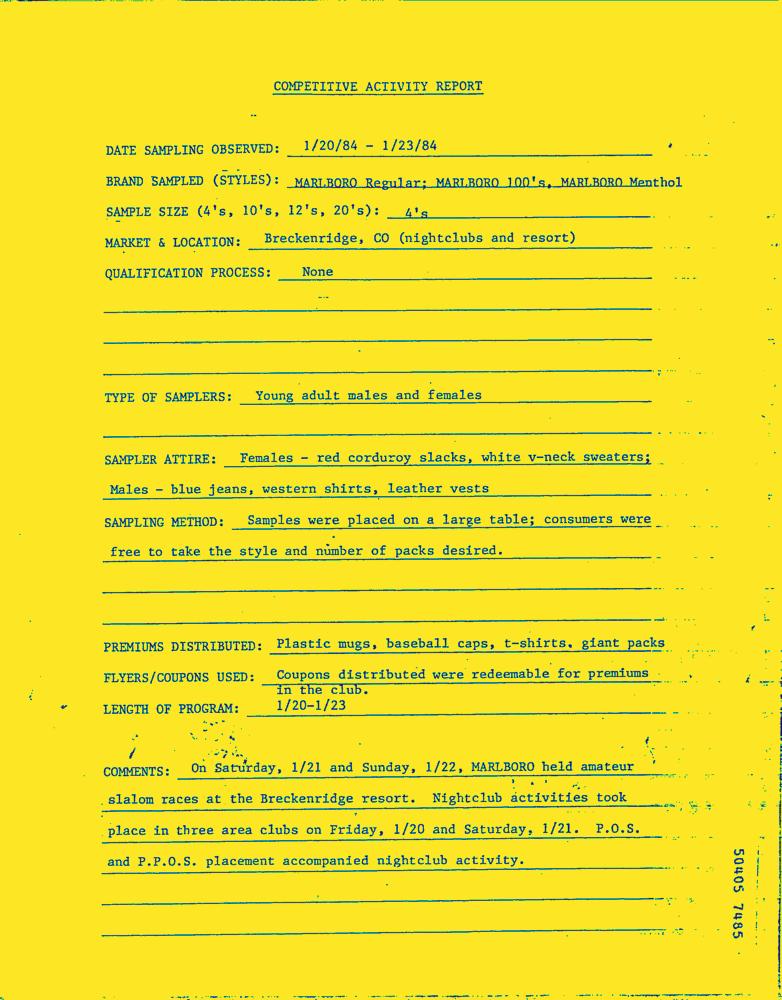 COMPETITIVE ACTIVITY REPORT
DATE SAMPLING OBSERVED: 1/20/84 - 1/23/84
BRAND SAMPLED (STYLES): MARLBORO Regular; MARLBORO 100's, MARLBORO Menthol
SAMPLE SIZE (4's, 10's, 12's, 20's): 4's
MARKET & LOCATION: Breckenridge, CO (nightclubs and resort)
QUALIFICATION PROCESS: None
TYPE OF SAMPLERS: Young adult males and females
SAMPLER ATTIRE: Females - red corduroy slacks, white v-neck sweaters;
Males - blue jeans, western shirts, leather vests
SAMPLING METHOD: Samples were placed on a large table; consumers were
free to take the style and number of packs desired.
PREMIUMS DISTRIBUTED: Plastic mugs, baseball caps, t-shirts, giant packs
FLYERS/COUPONS USED: Coupons distributed were redeemable for premiums
in the club.
LENGTH OF PROGRAM: 1/20-1/23
COMMENTS: On Saturday, 1/21 and Sunday, 1/22, MARLBORO held amateur
slalom races at the Breckenridge resort. Nightclub activities took
place in three area clubs on Friday, 1/20 and Saturday, 1/21. P.O.S.
and P.P.O.S. placement accompanied nightclub activity.
50405 7485